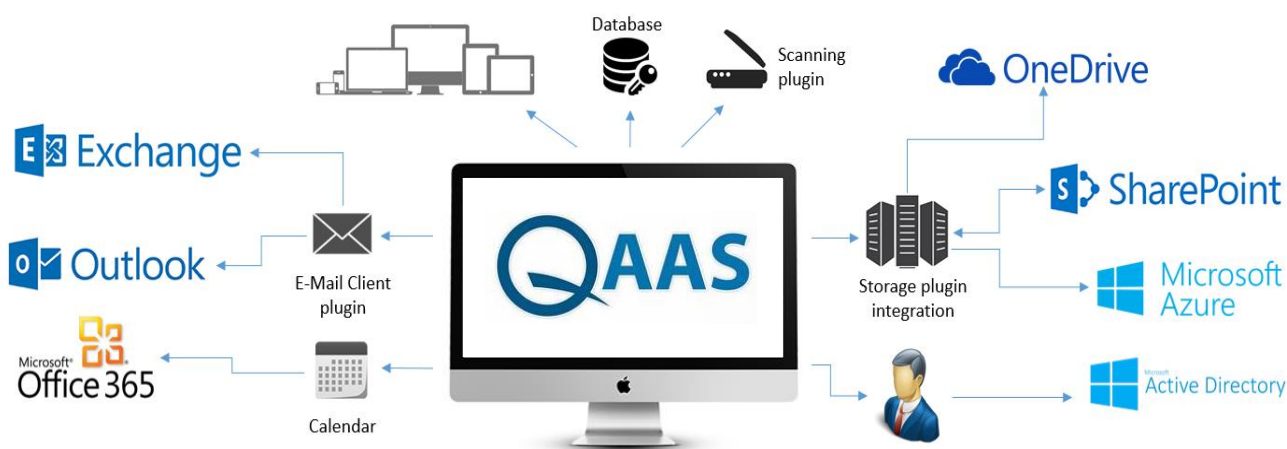 Database
Scanning
plugin
OneDrive
E Exchange
SharePoint
S
QAAS
O Outlook
E-Mail Client
plugin
Storage plugin
integration
Microsoft
Azure
Microsoft®
Office 365
Calendar
Microsoft
Active Directory